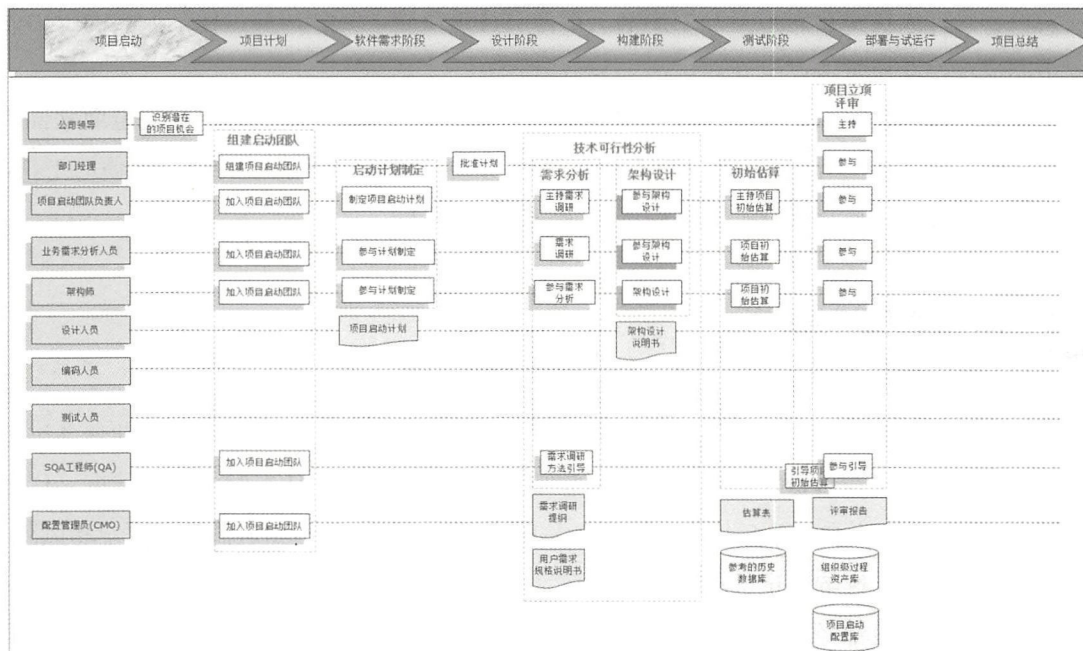 项目启动
项目计划
软件需求阶段
设计阶段
构建阶段
测试阶段
部署与试运行
项目总结
项目立项
评审
公司领导
识别潜在
的项目机会
主持
组建启动团队
技术可行性分析
部门经理
组建项目启动团队
启动计划制定
批准计划
需求分析
架构设计
初始估算
参与
项目启动团队负责人
加入项目启动团队
制定项目启动计划
主持需求
调研
参与架构
设计
主持项目
初始估算
参与
业务需求分析人员
加入项目启动团队
参与计划制定
需求
调研
参与架构
设计
项目初
始估算
参与
架构师
加入项目启动团队
参与计划制定
参与需求
分析
架构设计
项目初
始估算
参与
设计人员
项目启动计划
架构设计
说明书
编码人员
测试人员
SQA工程师(QA)
加入项目启动团队
需求调研
方法引导
引导项
初始估算
参与引导
配置管理员(CMO)
加入项目启动团队
需求调研
提纲
估算表
评审报告
用户需求
规格说明书
参考的历史
数据库
组织级过程
资产库
项目启动
配置库